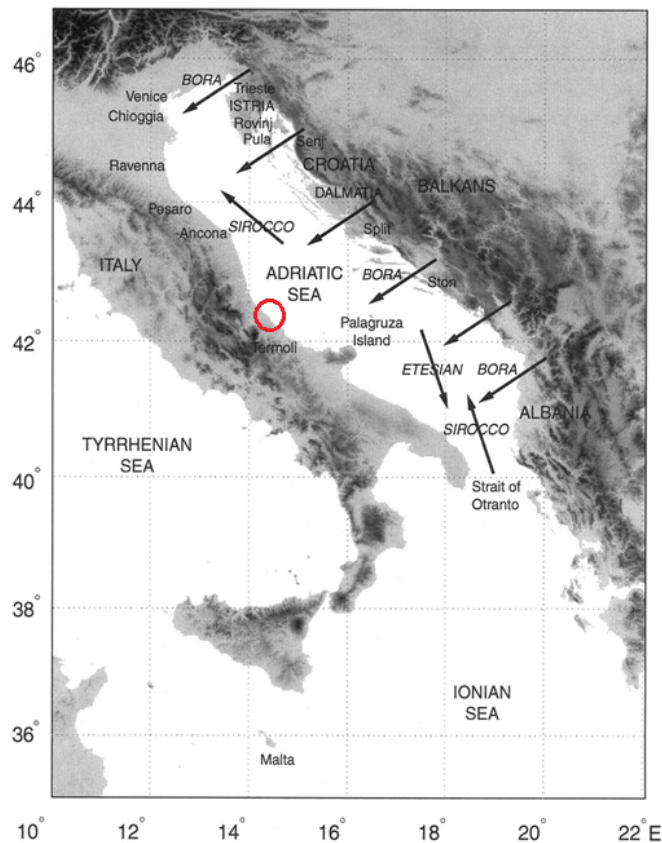 46°
BORA
Venice
Trieste
Chioggia
ISTRIA
Rovinj
Pula
Senj
Ravenna
CROATIA
44°
DALMATIA
BALKANS
Pesaro
SIROCCO
Split
-Ancona
ITALY
ADRIATIC
SEA
BORA
Ston
Palagruza
Island
42°
Termoli
ETESIAN
BORA
ALBANIA
SIROCCO
TYRRHENIAN
SEA
40°
Strait of
Otranto
38°
IONIAN
SEA
36°
Malta
10° 12° 14° 16° 18° 20° 22° E